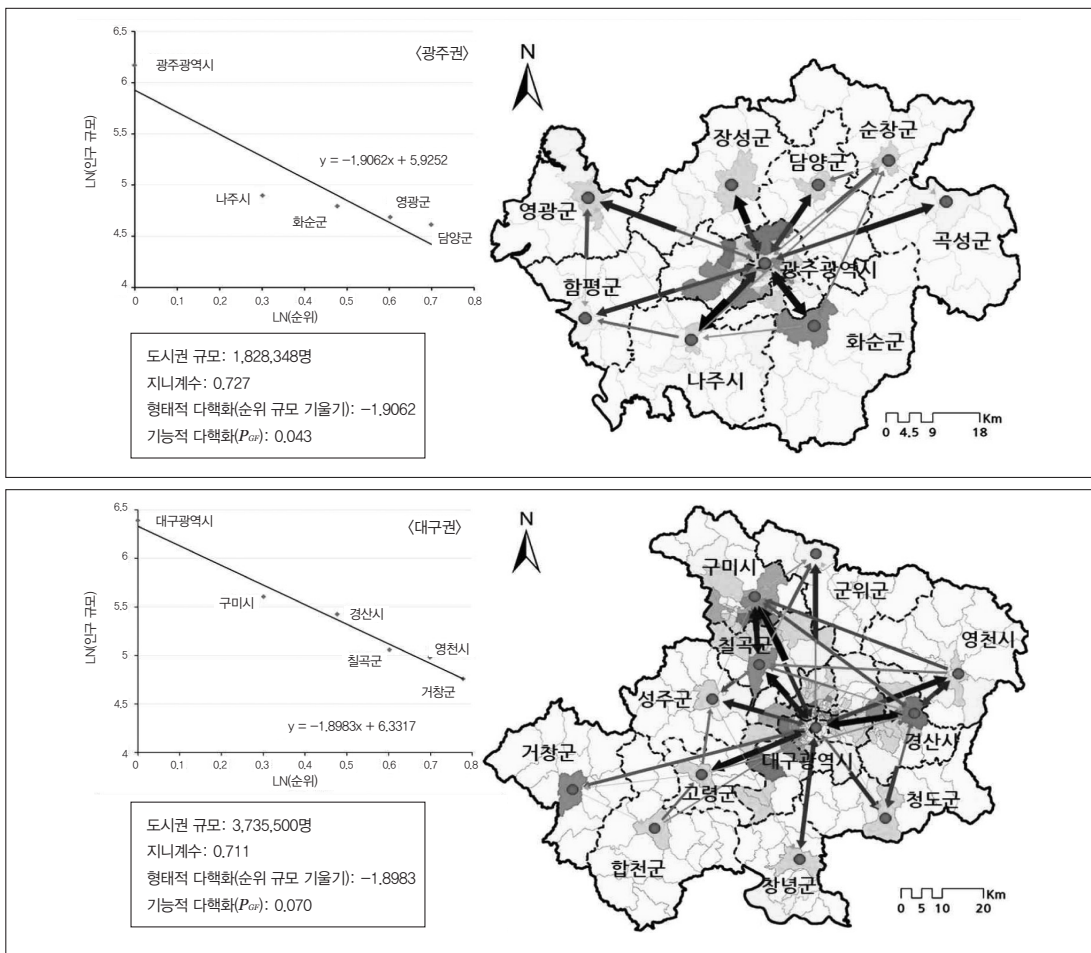 〈광주권〉
LN(인구 규모)
6.5
6
5.5
5
4.5
4
광주광역시
y = -1.9062x + 5.9252
나주시
화순군
영광군
담양군
0
0.1
0.2
0.3
0.4
0.5
0.6
0.7
0.8
LN(순위)
도시권 규모: 1,828,348명
지니계수: 0.727
형태적 다핵화(순위 규모 기울기): -1.9062
기능적 다핵화(P_GF): 0.043
N
장성군
담양군
순창군
영광군
곡성군
광주광역시
함평군
화순군
나주시
Km
0 4.5 9 18
〈대구권〉
LN(인구 규모)
6.5
6
5.5
5
4.5
4
대구광역시
구미시
경산시
칠곡군
영천시
거창군
y = -1.8983x + 6.3317
0
0.1
0.2
0.3
0.4
0.5
0.6
0.7
0.8
LN(순위)
도시권 규모: 3,735,500명
지니계수: 0.711
형태적 다핵화(순위 규모 기울기): -1.8983
기능적 다핵화(P_GF): 0.070
N
구미시
군위군
영천시
칠곡군
성주군
경산시
대구광역시
거창군
고령군
청도군
합천군
창녕군
Km
0 5 10 20